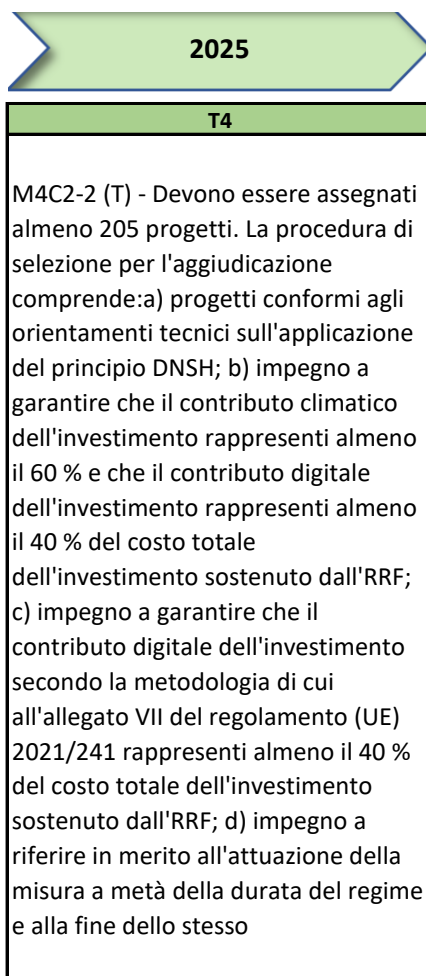 2025
T4
M4C2-2 (T) - Devono essere assegnati
almeno 205 progetti. La procedura di
selezione per l'aggiudicazione
comprende:a) progetti conformi agli
orientamenti tecnici sull'applicazione
del principio DNSH; b) impegno a
garantire che il contributo climatico
dell'investimento rappresenti almeno
il 60 % e che il contributo digitale
dell'investimento rappresenti almeno
il 40 % del costo totale
dell'investimento sostenuto dall'RRF;
c) impegno a garantire che il
contributo digitale dell'investimento
secondo la metodologia di cui
all'allegato VII del regolamento (UE)
2021/241 rappresenti almeno il 40 %
del costo totale dell'investimento
sostenuto dall'RRF; d) impegno a
riferire in merito all'attuazione della
misura a metà della durata del regime
e alla fine dello stesso